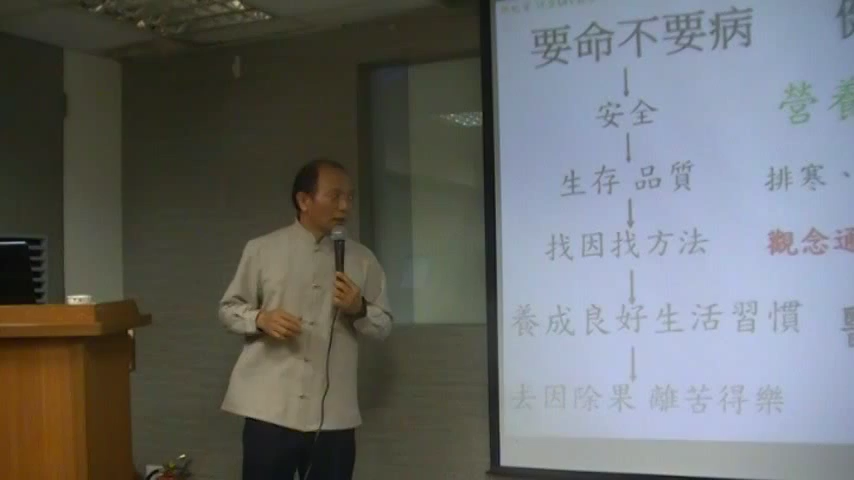 要命不要病
安全
營養
生存 品質
排寒、
找因找方法
觀念通
養成良好生活習慣
醫
去因除果 離苦得樂